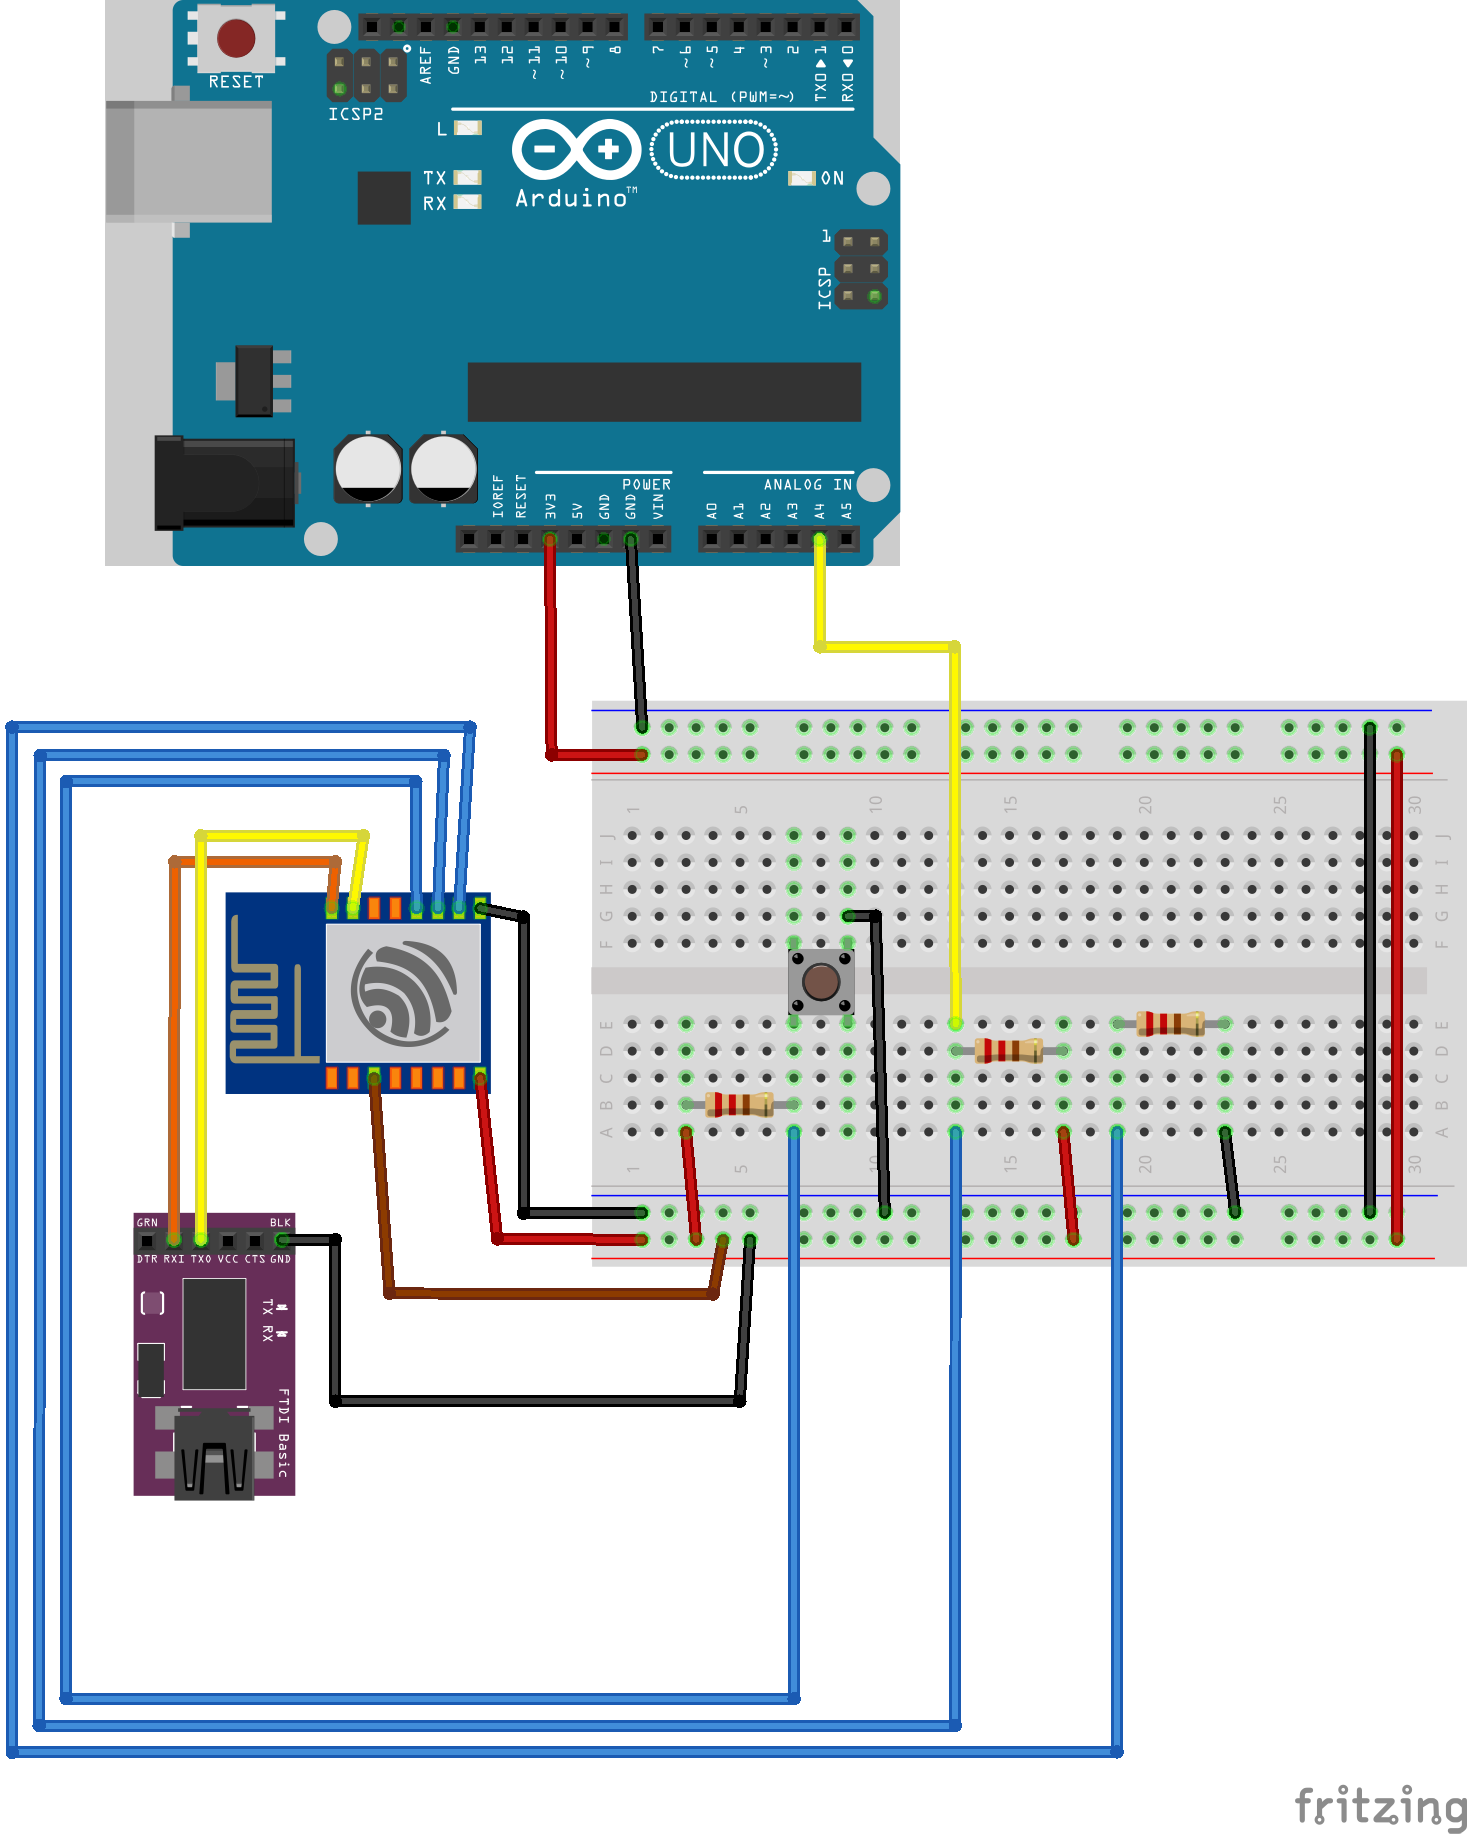 RESET
ICSP2
AREF
GND
13
12
~11
~10
~9
8
7
~6
~5
4
~3
2
TX0 ▶ 1
RX0 ◀ 0
DIGITAL (PWM=~)
L
TX
RX
Arduino™
UNO
ON
1
ICSP
IOREF
RESET
3V3
5V
GND
GND
VIN
POWER
ANALOG IN
A0
A1
A2
A3
A4
A5
1 5 10 15 20 25 30
J J
I I
H H
G G
F F
E E
D D
C C
B B
A A
1 5 10 15 20 25 30
GRN BLK
DTR RXI TXO VCC CTS GND
TX
RX
FTDI Basic
fritzing